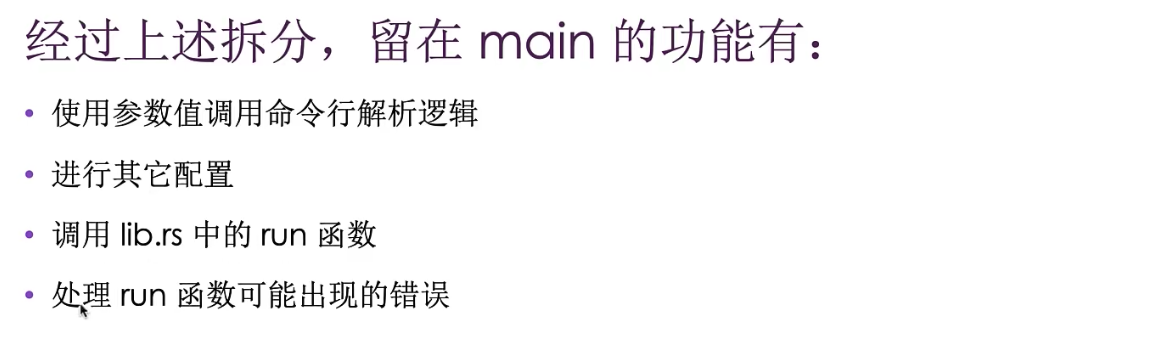 经过上述拆分，留在 main 的功能有：
• 使用参数值调用命令行解析逻辑
• 进行其它配置
• 调用 lib.rs 中的 run 函数
• 处理 run 函数可能出现的错误